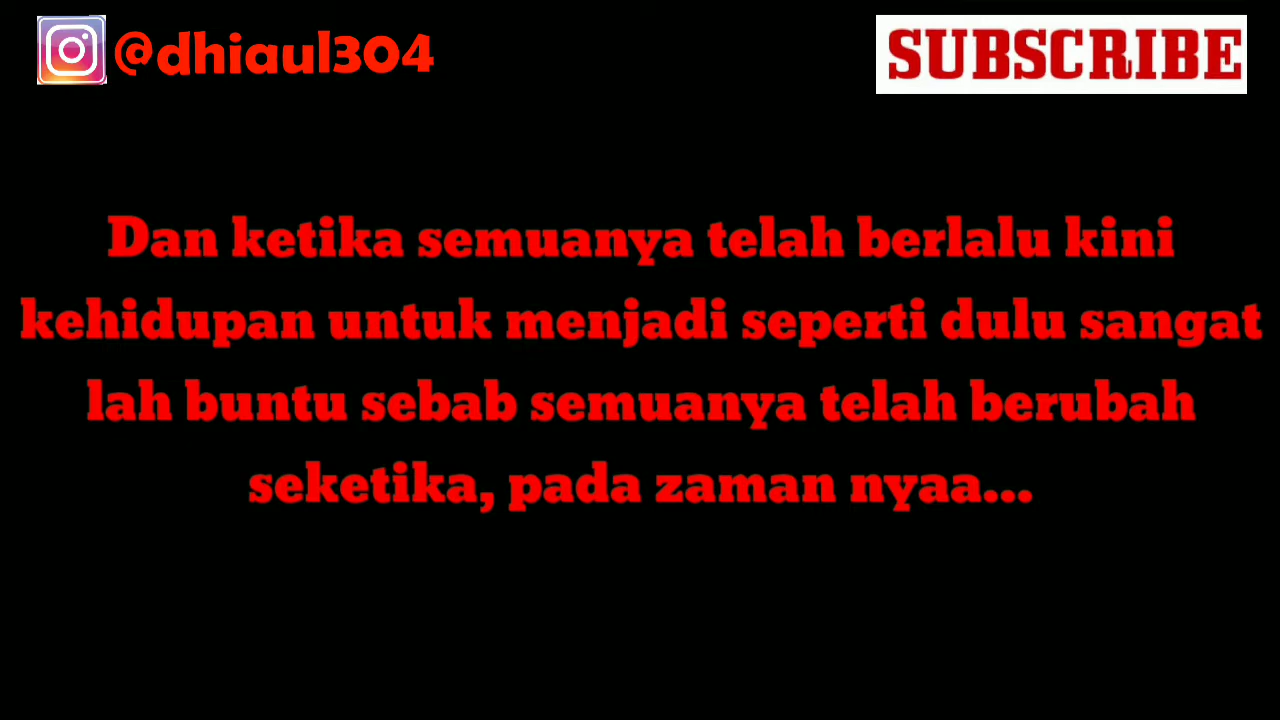 @dhiaul304
SUBSCRIBE
Dan ketika semuanya telah berlalu kini
kehidupan untuk menjadi seperti dulu sangat
lah buntu sebab semuanya telah berubah
seketika, pada zaman nyaa...